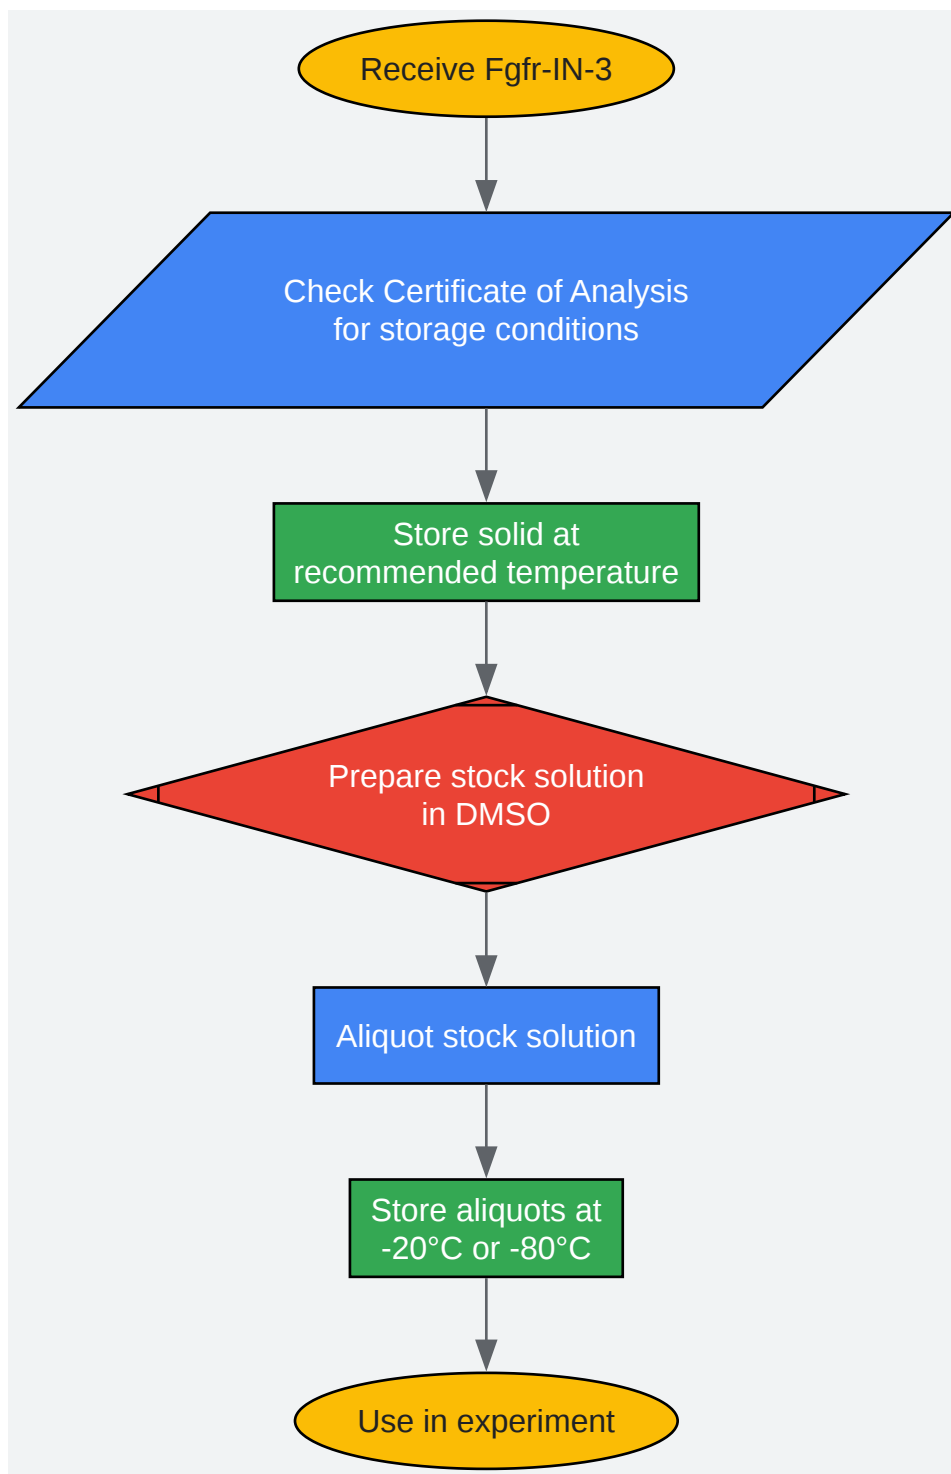 Receive Fgfr-IN-3
Check Certificate of Analysis
for storage conditions
Store solid at
recommended temperature
Prepare stock solution
in DMSO
Aliquot stock solution
Store aliquots at
-20°C or -80°C
Use in experiment